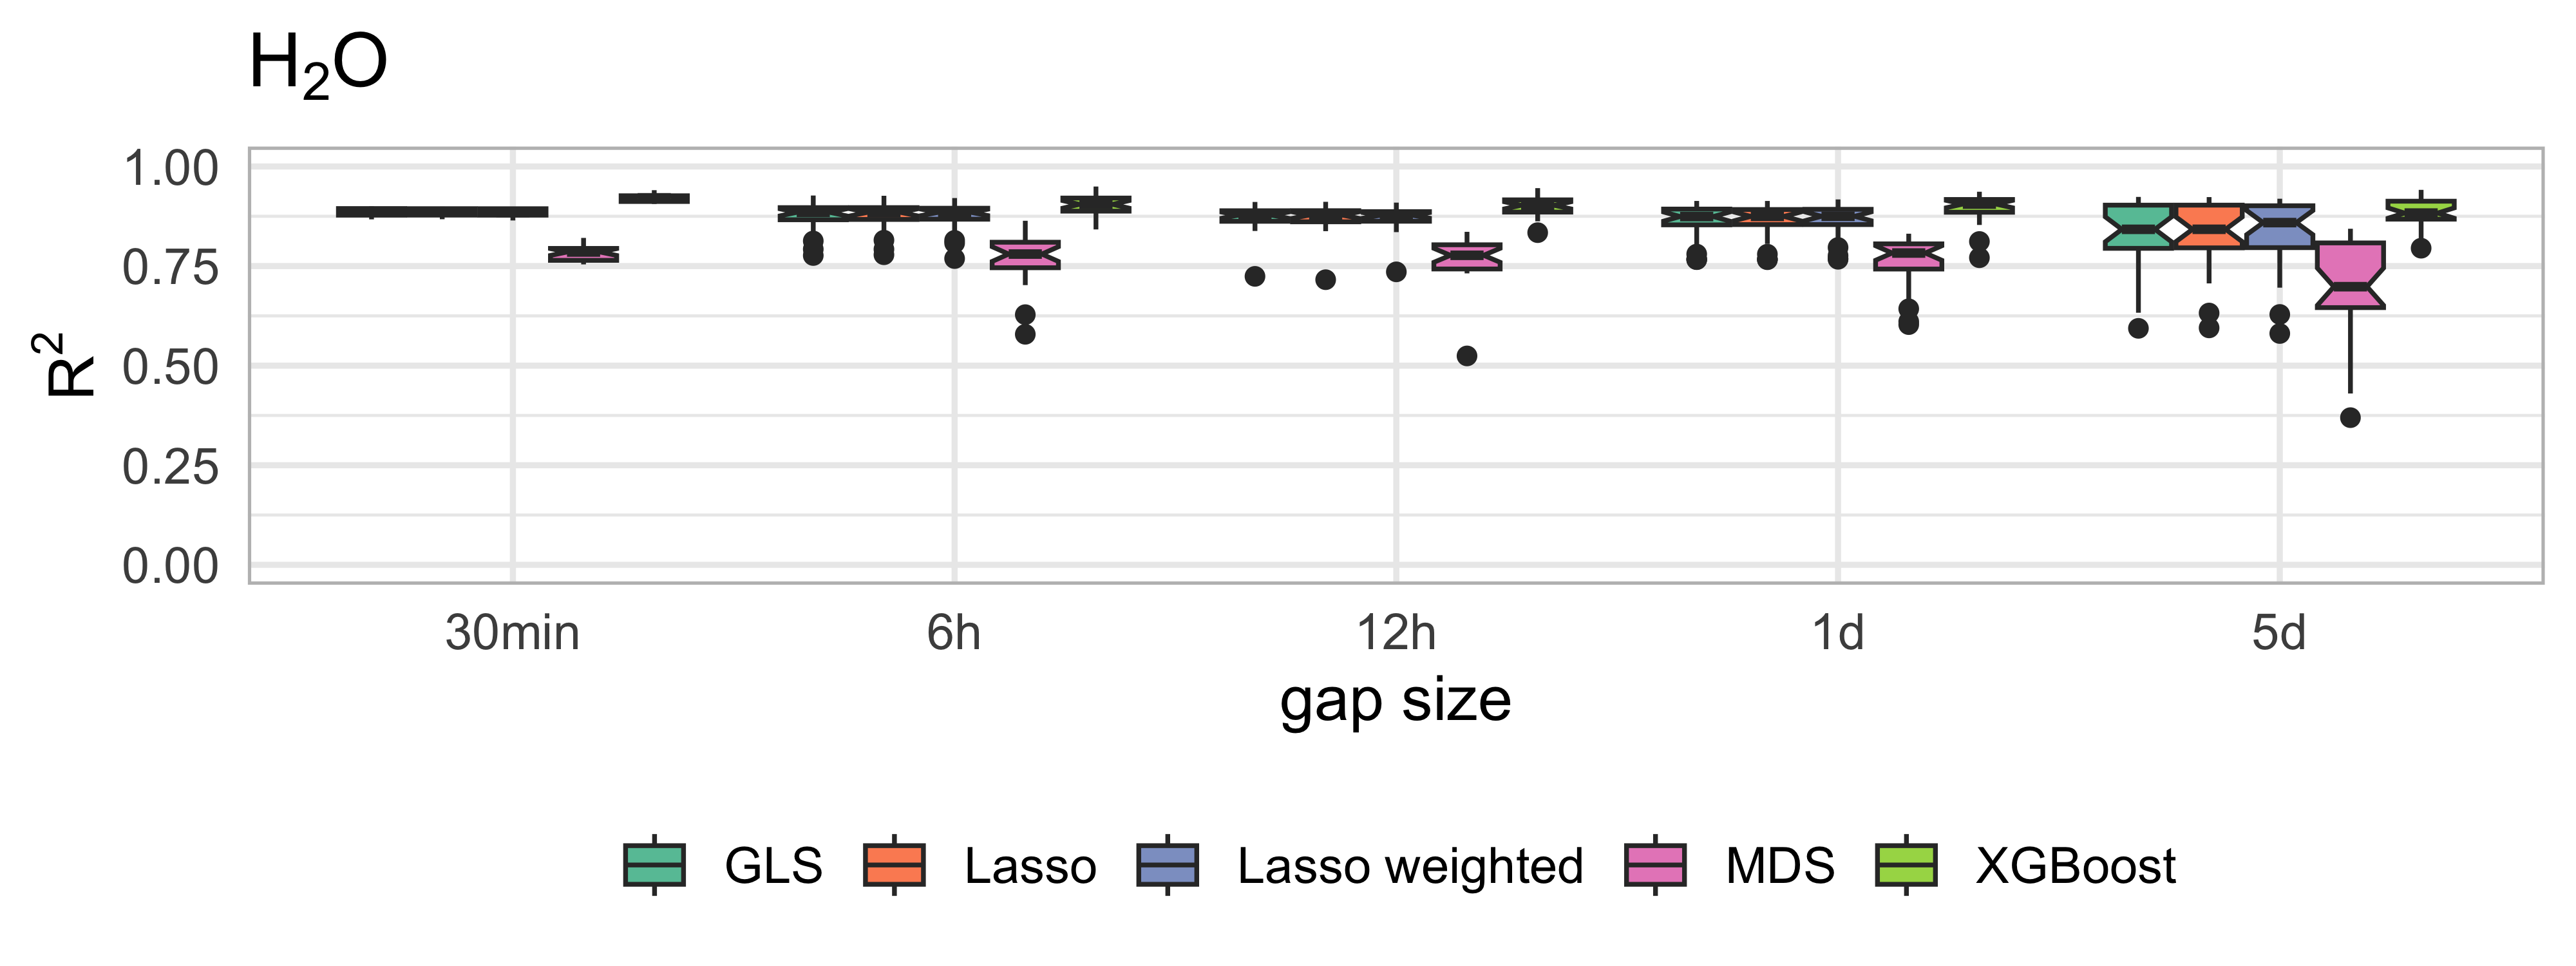 H₂O
1.00
0.75
0.50
0.25
0.00
R²
30min 6h 12h 1d 5d
gap size
GLS Lasso Lasso weighted MDS XGBoost